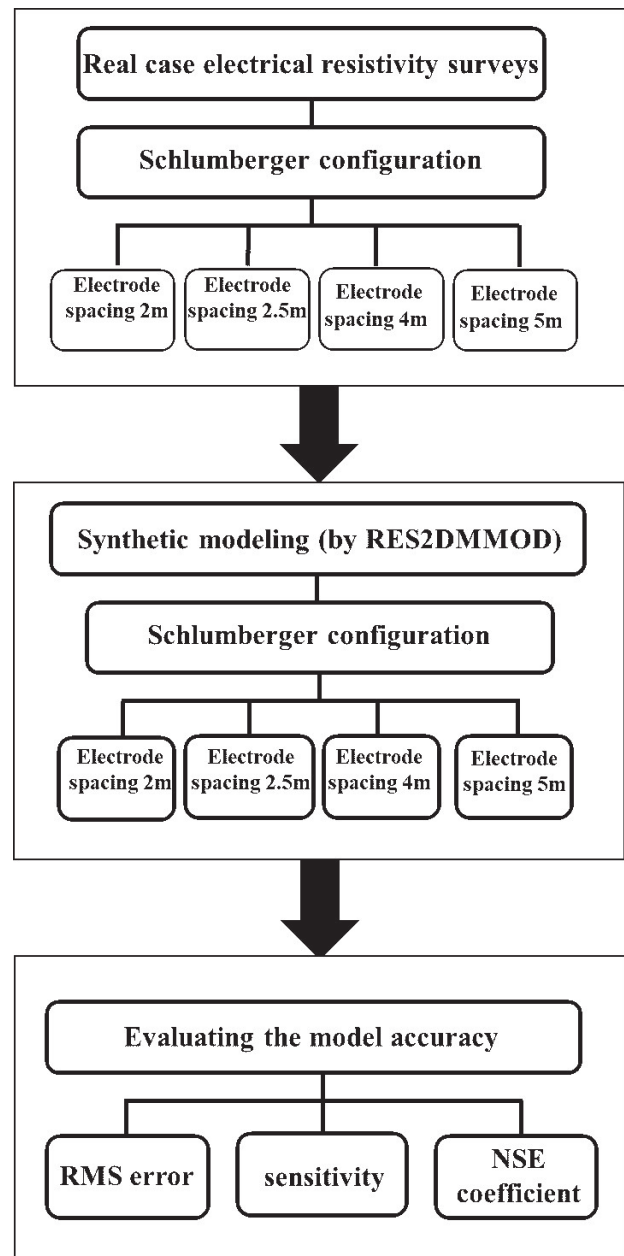 Real case electrical resistivity surveys
Schlumberger configuration
Electrode
spacing 2m
Electrode
spacing 2.5m
Electrode
spacing 4m
Electrode
spacing 5m
Synthetic modeling (by RES2DMMOD)
Schlumberger configuration
Electrode
spacing 2m
Electrode
spacing 2.5m
Electrode
spacing 4m
Electrode
spacing 5m
Evaluating the model accuracy
RMS error
sensitivity
NSE
coefficient